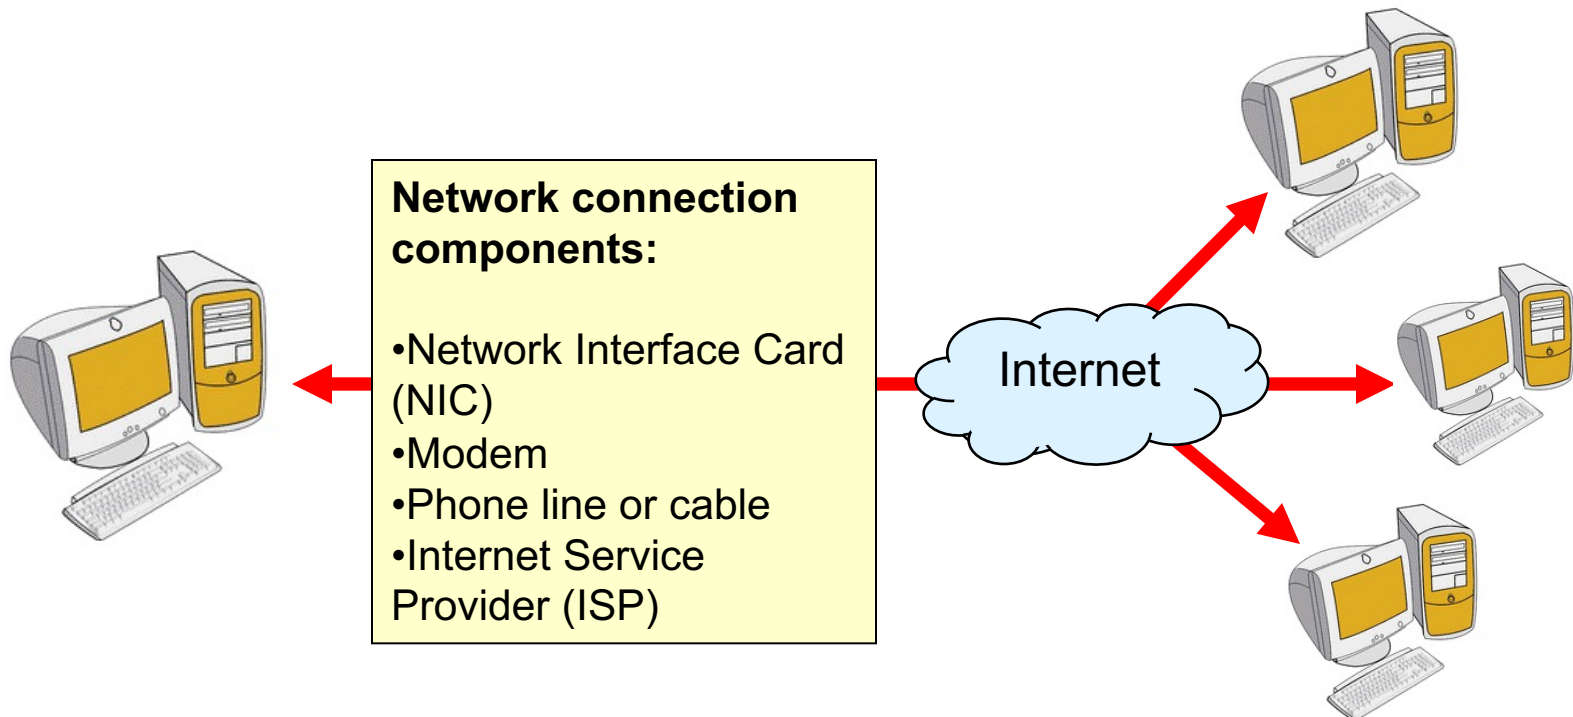 Network connection
components:
•Network Interface Card
(NIC)
•Modem
•Phone line or cable
•Internet Service
Provider (ISP)
Internet